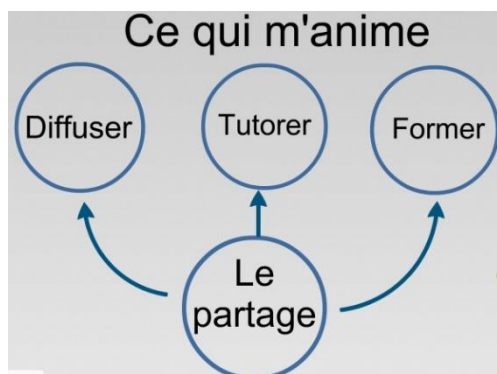 Ce qui m'anime
Diffuser
Tutorer
Former
Le
partage